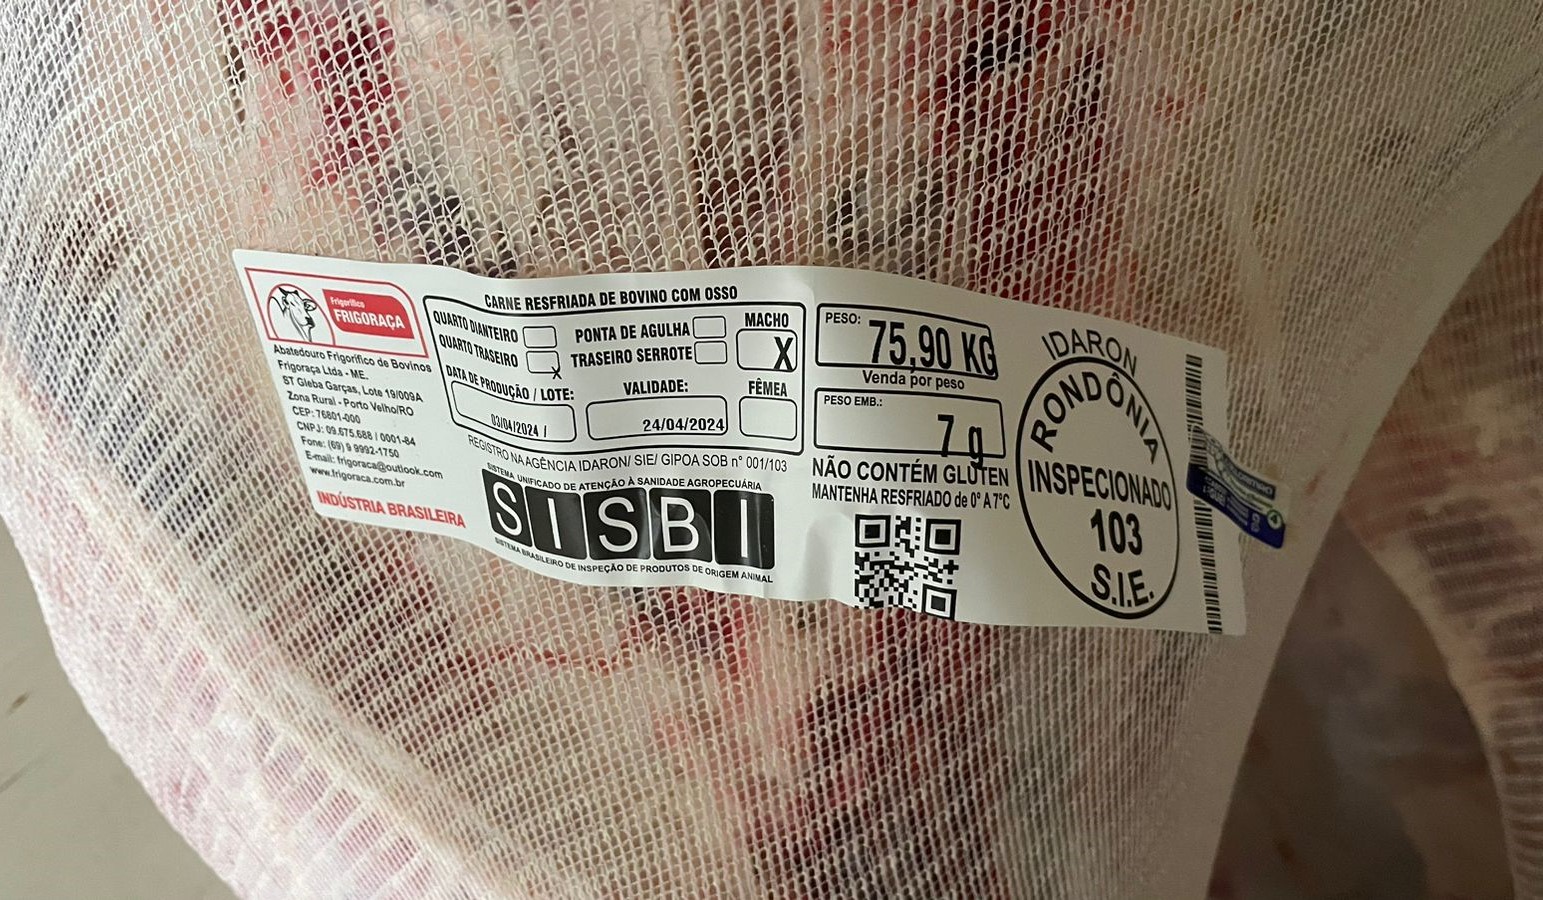 Frigorífico
FRIGORAÇA
Abatedouro Frigorífico de Bovinos
Frigoraça Ltda - ME.
ST Gleba Garças, Lote 19/009A
Zona Rural - Porto Velho/RO
CEP: 76801-000
CNPJ: 09.675.688 / 0001-84
Fone: (69) 9 9992-1750
E-mail: frigoraca@outlook.com
www.frigoraca.com.br
INDÚSTRIA BRASILEIRA
CARNE RESFRIADA DE BOVINO COM OSSO
QUARTO DIANTEIRO
QUARTO TRASEIRO X
PONTA DE AGULHA
TRASEIRO SERROTE
MACHO
X
DATA DE PRODUÇÃO / LOTE:
03/04/2024 /
VALIDADE:
24/04/2024
FÊMEA
REGISTRO NA AGÊNCIA IDARON/ SIE/ GIPOA SOB n° 001/103
SISTEMA UNIFICADO DE ATENÇÃO À SANIDADE AGROPECUÁRIA
SISBI
SISTEMA BRASILEIRO DE INSPEÇÃO DE PRODUTOS DE ORIGEM ANIMAL
PESO:
75,90 KG
Venda por peso
PESO EMB.:
7 g
NÃO CONTÉM GLUTEN
MANTENHA RESFRIADO de 0° A 7°C
IDARON
RONDÔNIA
INSPECIONADO
103
S.I.E.